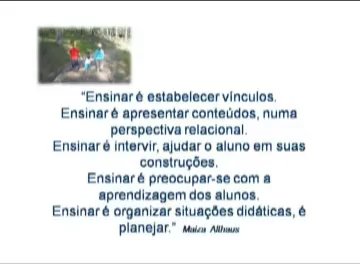 “Ensinar é estabelecer vínculos.
Ensinar é apresentar conteúdos, numa
perspectiva relacional.
Ensinar é intervir, ajudar o aluno em suas
construções.
Ensinar é preocupar-se com a
aprendizagem dos alunos.
Ensinar é organizar situações didáticas, é
planejar.” Maiza Allhaus